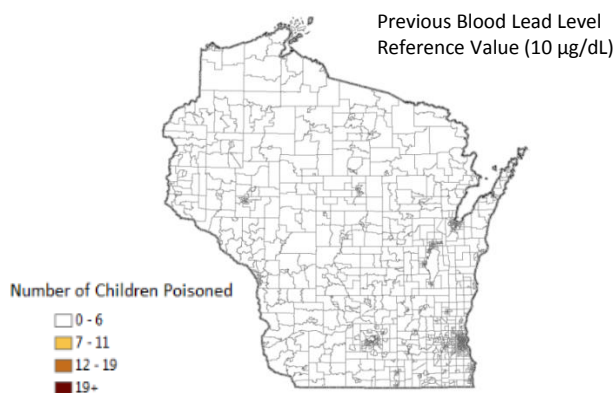 Previous Blood Lead Level
Reference Value (10 µg/dL)
Number of Children Poisoned
0 - 6
7 - 11
12 - 19
19+